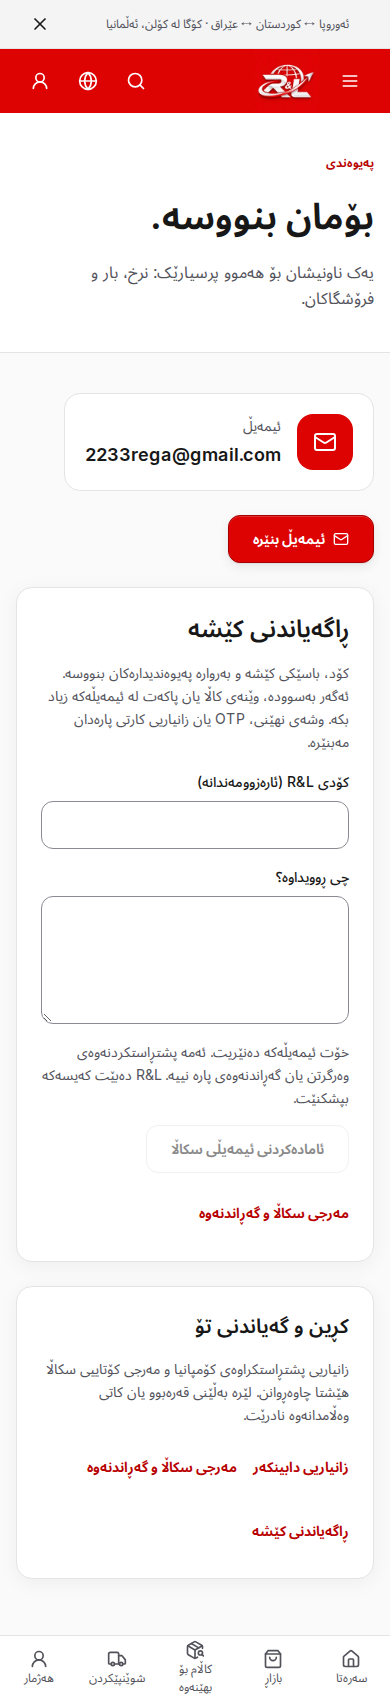 ئەوروپا ↔ کوردستان ↔ عێراق · کۆگا لە کۆلن، ئەڵمانیا
R&L
پەیوەندی
بۆمان بنووسە.
یەک ناونیشان بۆ هەموو پرسیارێک: نرخ، بار و
فرۆشگاکان.
ئیمەیڵ
2233rega@gmail.com
ئیمەیڵ بنێرە
ڕاگەیاندنی کێشە
کۆد، باسێکی کێشە و بەروارە پەیوەندیدارەکان بنووسە.
ئەگەر بەسوودە، وێنەی کاڵا یان پاکەت لە ئیمەیڵەکە زیاد
بکە. وشەی نهێنی، OTP یان زانیاریی کارتی پارەدان
مەبنێرە.
کۆدی R&L (ئارەزوومەندانە)
چی ڕوویداوە؟
خۆت ئیمەیڵەکە دەنێریت. ئەمە پشتڕاستکردنەوەی
وەرگرتن یان گەڕاندنەوەی پارە نییە. R&L دەبێت کەیسەکە
بپشکنێت.
ئامادەکردنی ئیمەیڵی سکاڵا
مەرجی سکاڵا و گەڕاندنەوە
کڕین و گەیاندنی تۆ
زانیاریی پشتڕاستکراوەی کۆمپانیا و مەرجی کۆتایی سکاڵا
هێشتا چاوەڕوانن. لێرە بەڵێنی قەرەبوو یان کاتی
وەڵامدانەوە نادرێت.
زانیاریی دابینکەر مەرجی سکاڵا و گەڕاندنەوە
ڕاگەیاندنی کێشە
سەرەتا
بازاڕ
کاڵام بۆ
بهێنەوە
شوێنپێکردن
هەژمار